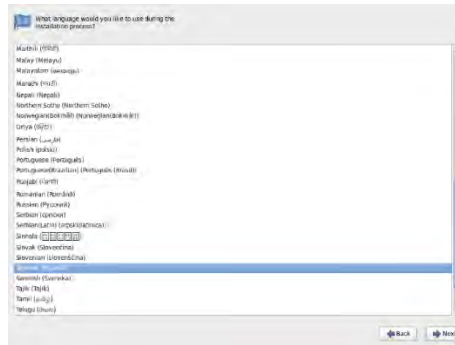 What language would you like to use during the
installation process?
Maithili (मैथिली)
Malay (Melayu)
Malayalam (മലയാളം)
Marathi (मराठी)
Nepali (Nepali)
Northern Sotho (Northern Sotho)
Norwegian(Bokmål) (Norwegian(Bokmål))
Oriya (ଓଡ଼ିଆ)
Persian (فارسی)
Polish (polski)
Portuguese (Português)
Portuguese(Brazilian) (Português (Brasil))
Punjabi (ਪੰਜਾਬੀ)
Romanian (Română)
Russian (Русский)
Serbian (српски)
Serbian(Latin) (srpski(latinica))
Sinhala
Slovak (Slovenčina)
Slovenian (slovenščina)
Spanish (Español)
Swedish (Svenska)
Tajik (Tajik)
Tamil (தமிழ்)
Telugu (తెలుగు)
Back
Next